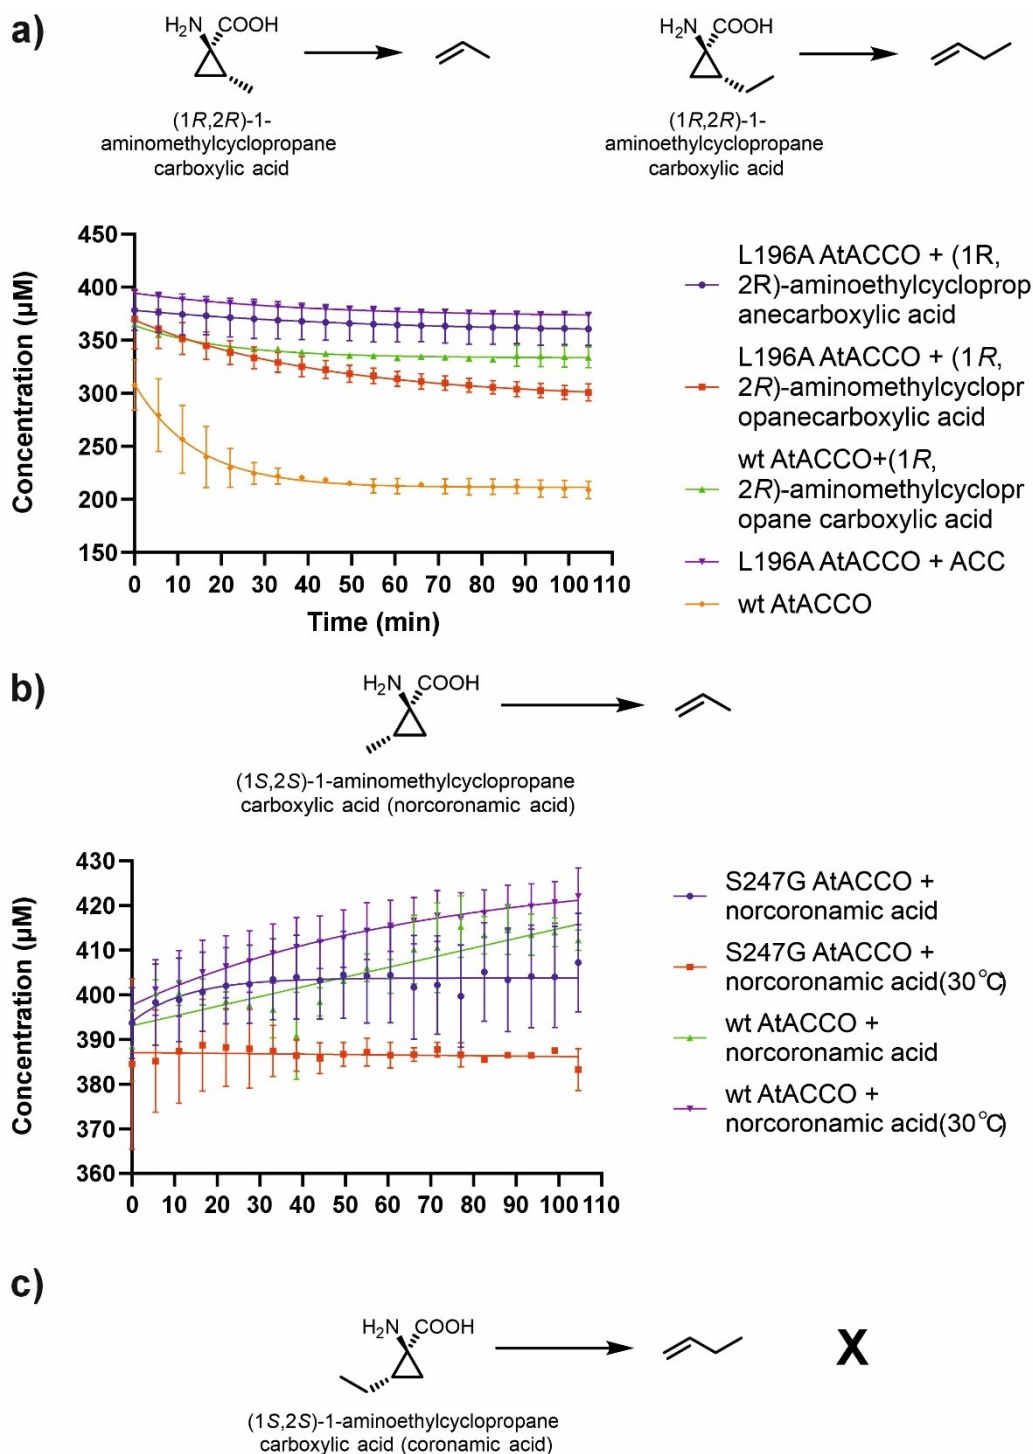 a)
H₂N COOH
(1R,2R)-1-
aminomethylcyclopropane
carboxylic acid
H₂N COOH
(1R,2R)-1-
aminoethylcyclopropane
carboxylic acid
450
400
350
300
250
200
150
Concentration (µM)
0 10 20 30 40 50 60 70 80 90 100 110
Time (min)
L196A AtACCO + (1R,
2R)-aminoethylcycloprop
anecarboxylic acid
L196A AtACCO + (1R,
2R)-aminomethylcyclopr
opanecarboxylic acid
wt AtACCO+(1R,
2R)-aminomethylcyclopr
opane carboxylic acid
L196A AtACCO + ACC
wt AtACCO
b)
H₂N COOH
(1S,2S)-1-aminomethylcyclopropane
carboxylic acid (norcoronamic acid)
430
420
410
400
390
380
370
360
Concentration (µM)
0 10 20 30 40 50 60 70 80 90 100 110
S247G AtACCO +
norcoronamic acid
S247G AtACCO +
norcoronamic acid(30℃)
wt AtACCO +
norcoronamic acid
wt AtACCO +
norcoronamic acid(30℃)
c)
H₂N COOH
X
(1S,2S)-1-aminoethylcyclopropane
carboxylic acid (coronamic acid)